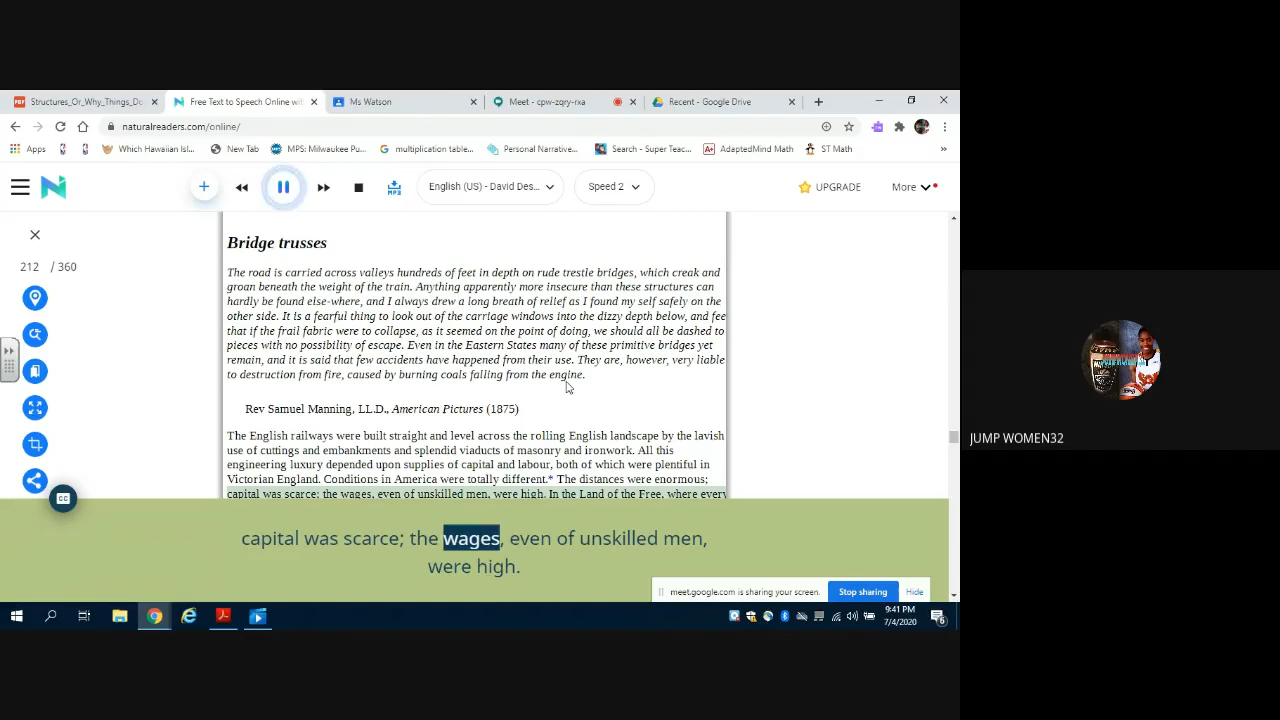 Structures_Or_Why_Things_Do
Free Text to Speech Online wit
Ms Watson
Meet - cpw-zqry-rxa
Recent - Google Drive
naturalreaders.com/online/
Apps
Which Hawaiian Isl...
New Tab
MPS: Milwaukee Pu...
multiplication table...
Personal Narrative...
Search - Super Teac...
AdaptedMind Math
ST Math
»
MP3
English (US) - David Des...
Speed 2
UPGRADE
More
212 / 360
Bridge trusses
The road is carried across valleys hundreds of feet in depth on rude trestle bridges, which creak and
groan beneath the weight of the train. Anything apparently more insecure than these structures can
hardly be found else-where, and I always drew a long breath of relief as I found my self safely on the
other side. It is a fearful thing to look out of the carriage windows into the dizzy depth below, and fee
that if the frail fabric were to collapse, as it seemed on the point of doing, we should all be dashed to
pieces with no possibility of escape. Even in the Eastern States many of these primitive bridges yet
remain, and it is said that few accidents have happened from their use. They are, however, very liable
to destruction from fire, caused by burning coals falling from the engine.
Rev Samuel Manning, LL.D., American Pictures (1875)
The English railways were built straight and level across the rolling English landscape by the lavish
use of cuttings and embankments and splendid viaducts of masonry and ironwork. All this
engineering luxury depended upon supplies of capital and labour, both of which were plentiful in
Victorian England. Conditions in America were totally different.* The distances were enormous;
capital was scarce; the wages, even of unskilled men, were high. In the Land of the Free, where every
CC
capital was scarce; the wages, even of unskilled men,
were high.
meet.google.com is sharing your screen.
Stop sharing
Hide
9:41 PM
7/4/2020
6
JUMP WOMEN32